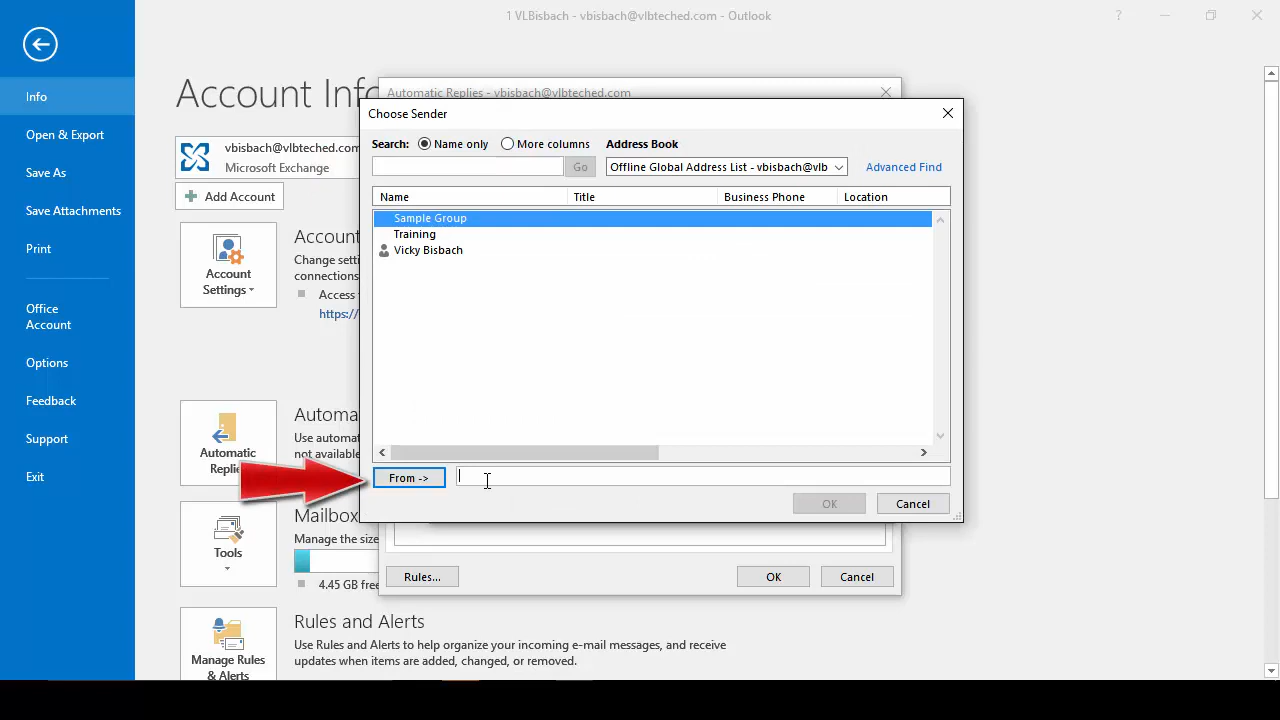 1 VLBisbach - vbisbach@vlbteched.com - Outlook
?
Info
Open & Export
Save As
Save Attachments
Print
Office
Account
Options
Feedback
Support
Exit
Account Info
vbisbach@vlbteched.com
Microsoft Exchange
Add Account
Account
Settings
Account
Change setti
connections.
Access
https://
Automatic
Automa
Use automat
not available
Mailbox
Manage the size
Tools
4.45 GB free
Manage Rules
& Alerts
Rules and Alerts
Use Rules and Alerts to help organize your incoming e-mail messages, and receive
updates when items are added, changed, or removed.
Automatic Replies - vbisbach@vlbteched.com
Choose Sender
Search: Name only More columns Address Book
Go Offline Global Address List - vbisbach@vlb Advanced Find
Name Title Business Phone Location
Sample Group
Training
Vicky Bisbach
From ->
OK Cancel
Rules... OK Cancel